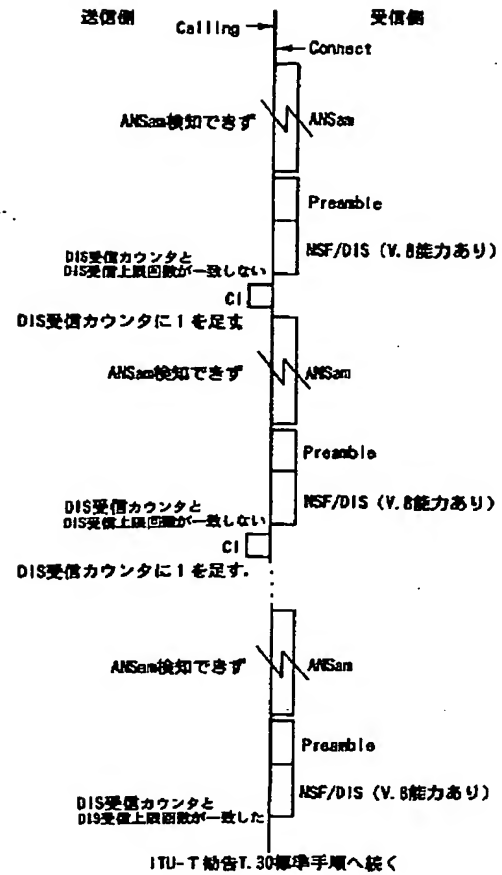 送信側
受信側
Calling
Connect
ANSam検知できず
ANSam
Preamble
NSF/DIS (V.8能力あり)
DIS受信カウンタと
DIS受信上限回数が一致しない
CI
DIS受信カウンタに1を足す
ANSam検知できず
ANSam
Preamble
NSF/DIS (V.8能力あり)
DIS受信カウンタと
DIS受信上限回数が一致しない
CI
DIS受信カウンタに1を足す.
ANSam検知できず
ANSam
Preamble
NSF/DIS (V.8能力あり)
DIS受信カウンタと
DIS受信上限回数が一致した
ITU-T勧告T.30標準手順へ続く